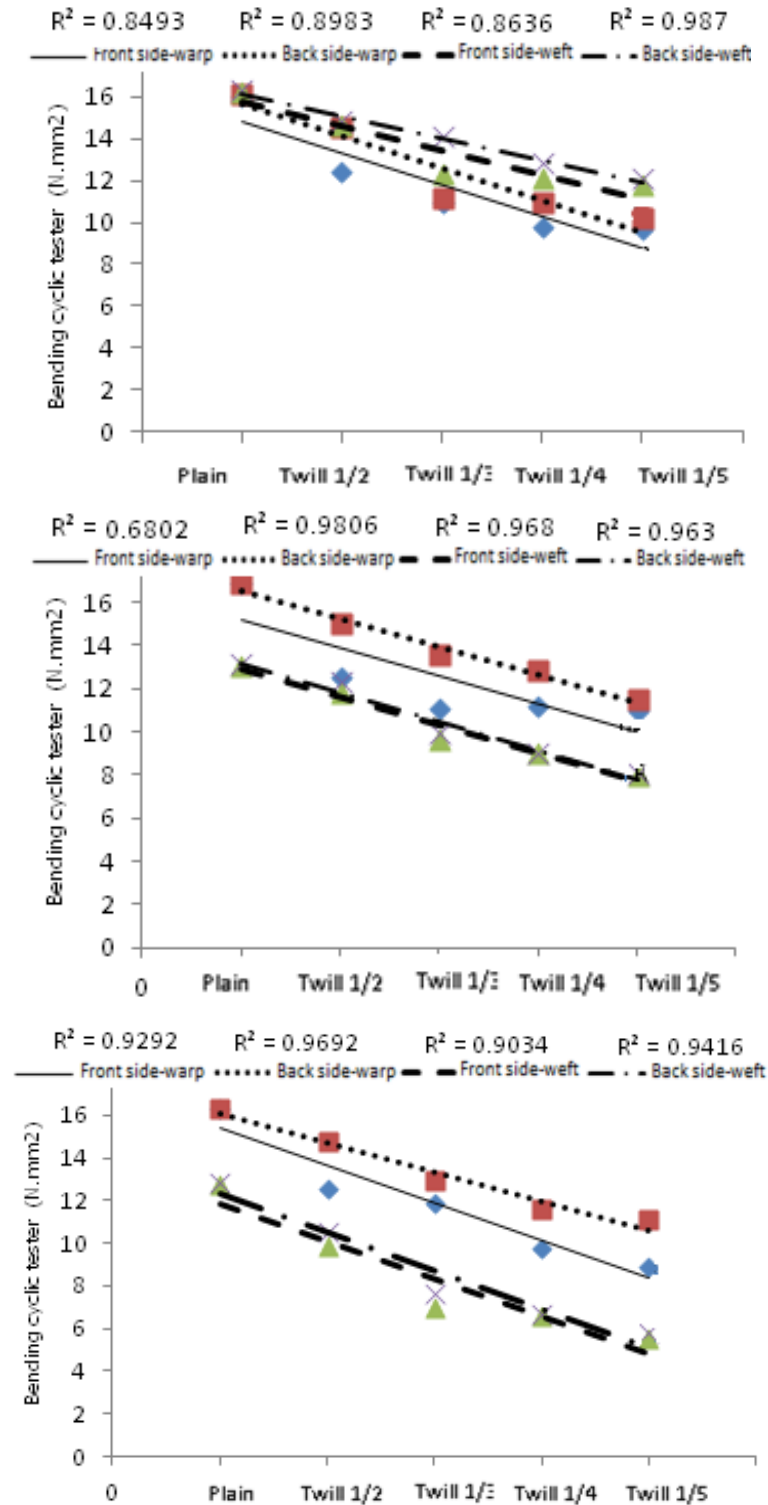 R² = 0.8493 R² = 0.8983 R² = 0.8636 R² = 0.987
Front side-warp Back side-warp Front side-weft Back side-weft
Bending cyclic tester (N.mm2)
16
14
12
10
8
6
4
2
0
Plain Twill 1/2 Twill 1/3 Twill 1/4 Twill 1/5
R² = 0.6802 R² = 0.9806 R² = 0.968 R² = 0.963
Front side-warp Back side-warp Front side-weft Back side-weft
Bending cyclic tester (N.mm2)
16
14
12
10
8
6
4
2
0
0 Plain Twill 1/2 Twill 1/3 Twill 1/4 Twill 1/5
R² = 0.9292 R² = 0.9692 R² = 0.9034 R² = 0.9416
Front side-warp Back side-warp Front side-weft Back side-weft
Bending cyclic tester (N.mm2)
16
14
12
10
8
6
4
2
0
0 Plain Twill 1/2 Twill 1/3 Twill 1/4 Twill 1/5